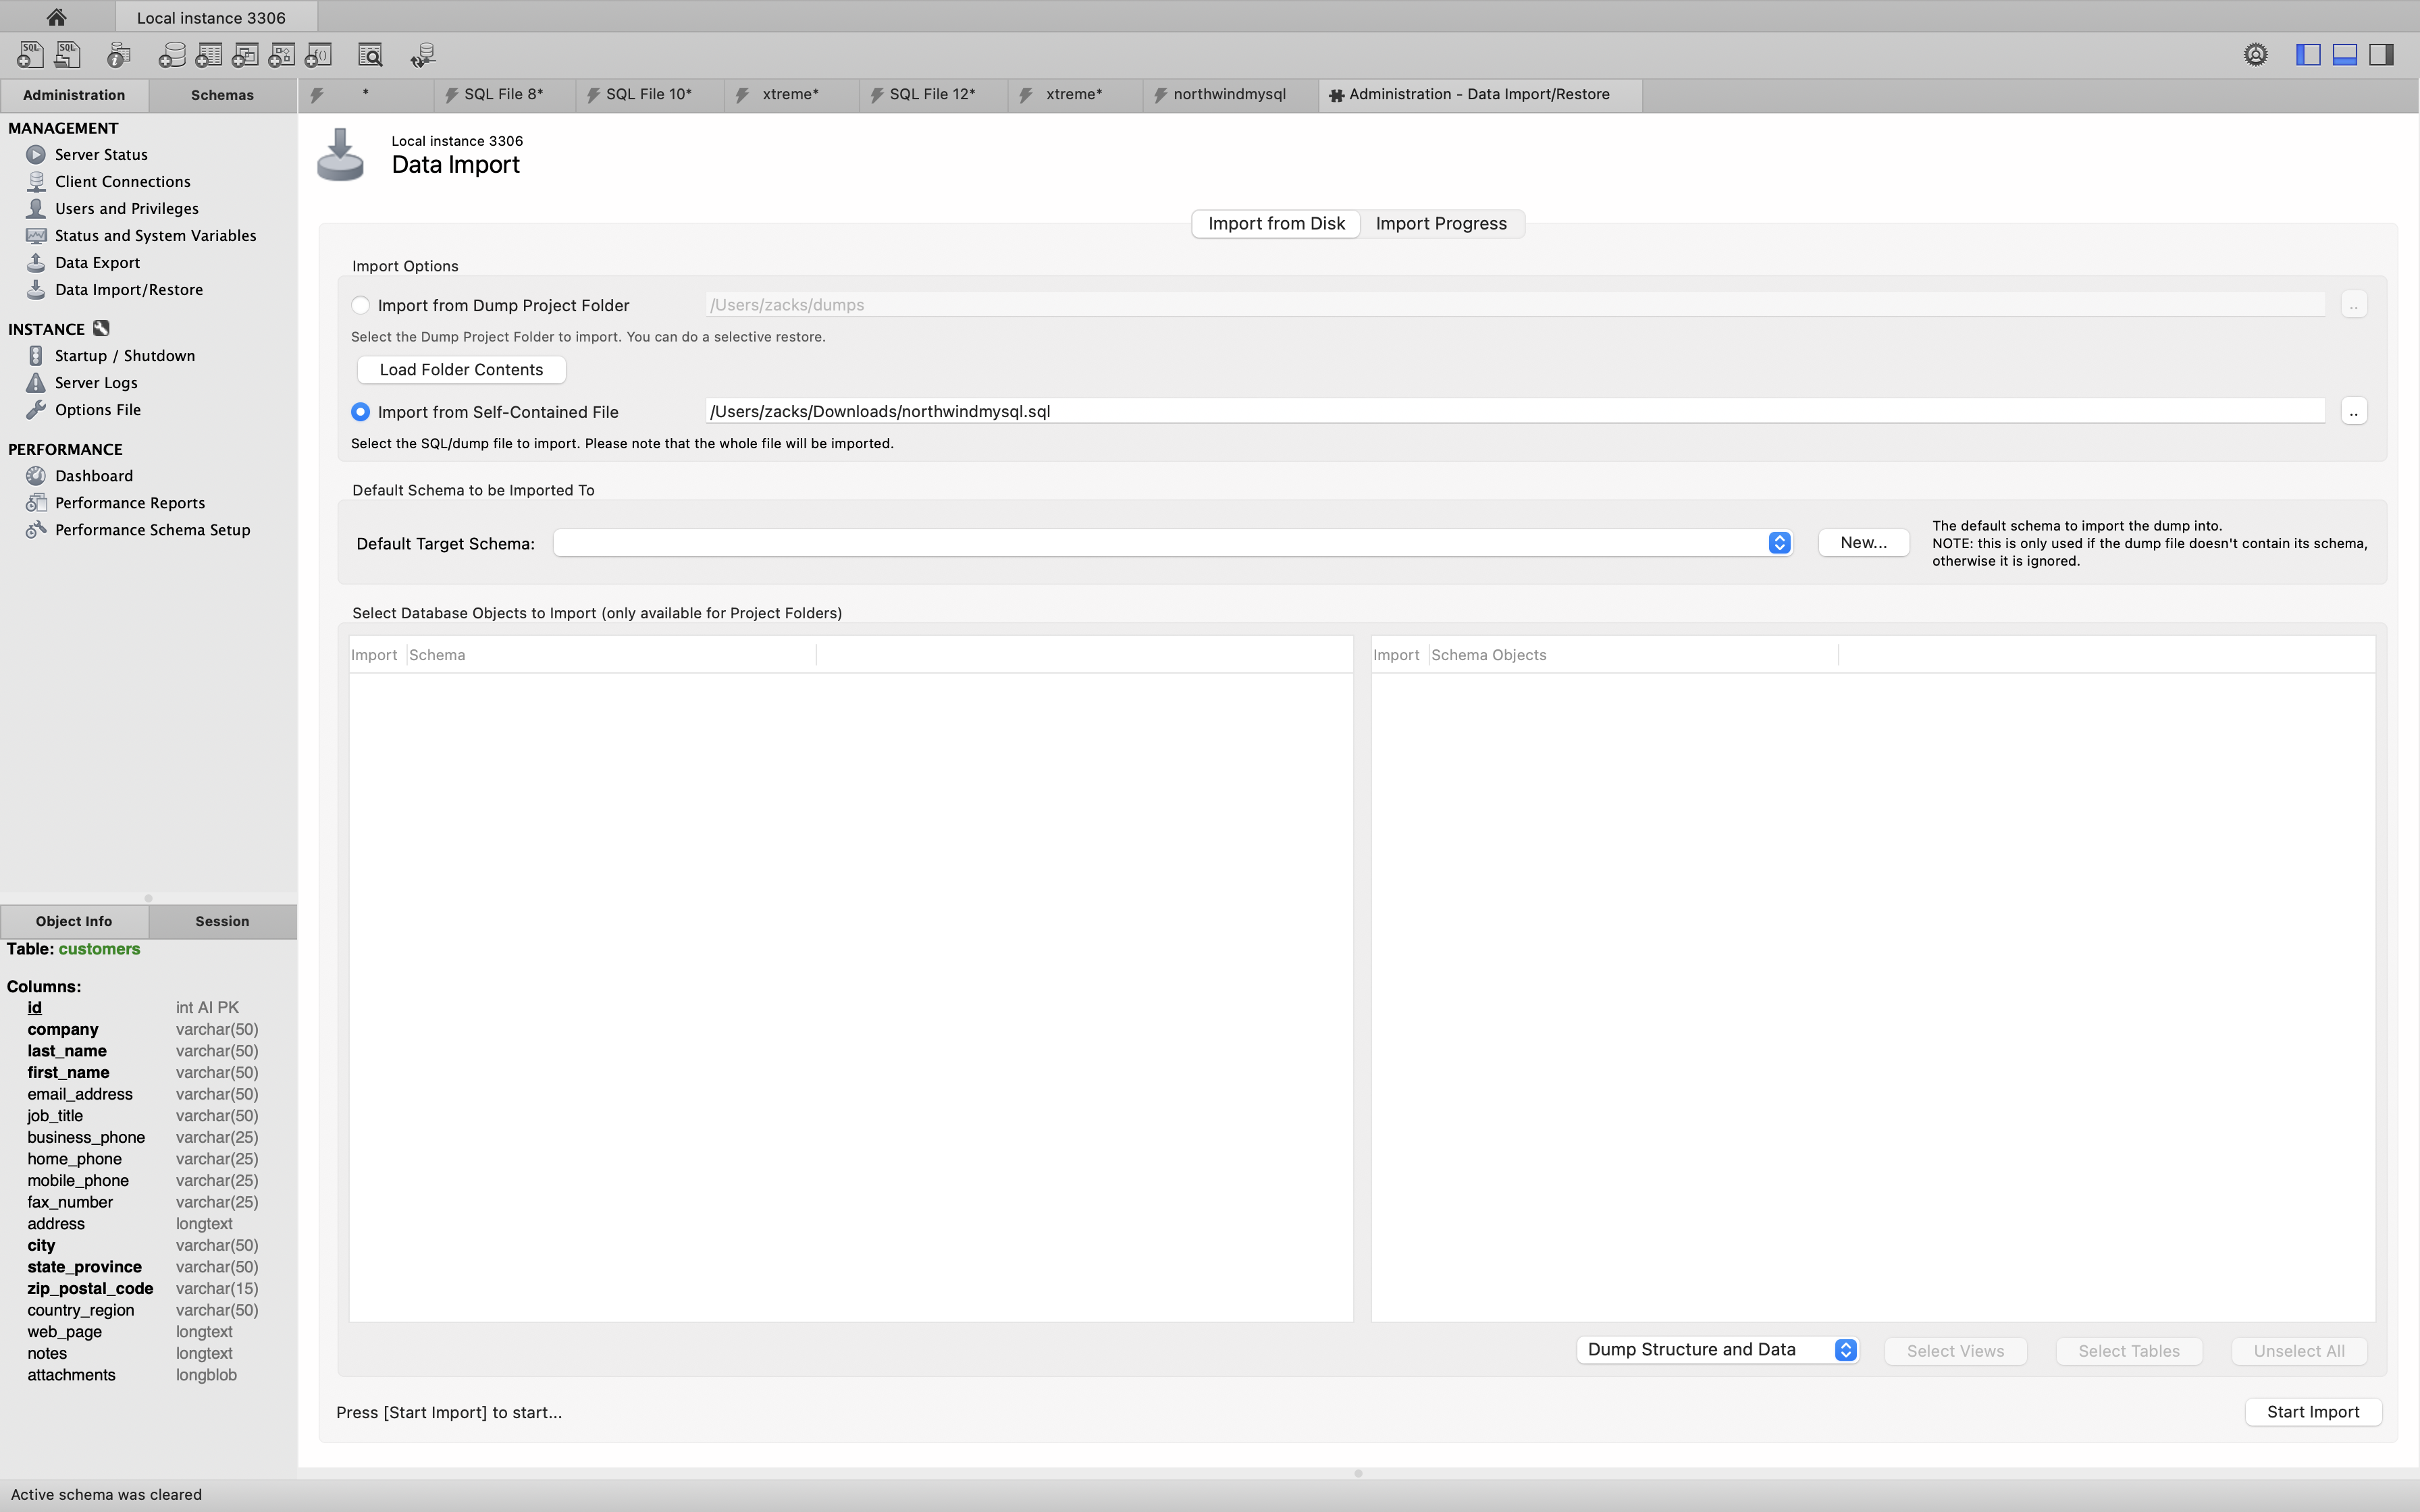 Local instance 3306
SQL SQL
Administration Schemas
* SQL File 8* SQL File 10* xtreme* SQL File 12* xtreme* northwindmysql Administration - Data Import/Restore
MANAGEMENT
Server Status
Client Connections
Users and Privileges
Status and System Variables
Data Export
Data Import/Restore
INSTANCE
Startup / Shutdown
Server Logs
Options File
PERFORMANCE
Dashboard
Performance Reports
Performance Schema Setup
Object Info Session
Table: customers
Columns:
id int AI PK
company varchar(50)
last_name varchar(50)
first_name varchar(50)
email_address varchar(50)
job_title varchar(50)
business_phone varchar(25)
home_phone varchar(25)
mobile_phone varchar(25)
fax_number varchar(25)
address longtext
city varchar(50)
state_province varchar(50)
zip_postal_code varchar(15)
country_region varchar(50)
web_page longtext
notes longtext
attachments longblob
Local instance 3306
Data Import
Import from Disk Import Progress
Import Options
Import from Dump Project Folder /Users/zacks/dumps ..
Select the Dump Project Folder to import. You can do a selective restore.
Load Folder Contents
Import from Self-Contained File /Users/zacks/Downloads/northwindmysql.sql ..
Select the SQL/dump file to import. Please note that the whole file will be imported.
Default Schema to be Imported To
Default Target Schema: New...
The default schema to import the dump into.
NOTE: this is only used if the dump file doesn't contain its schema,
otherwise it is ignored.
Select Database Objects to Import (only available for Project Folders)
Import Schema Import Schema Objects
Dump Structure and Data Select Views Select Tables Unselect All
Press [Start Import] to start... Start Import
Active schema was cleared